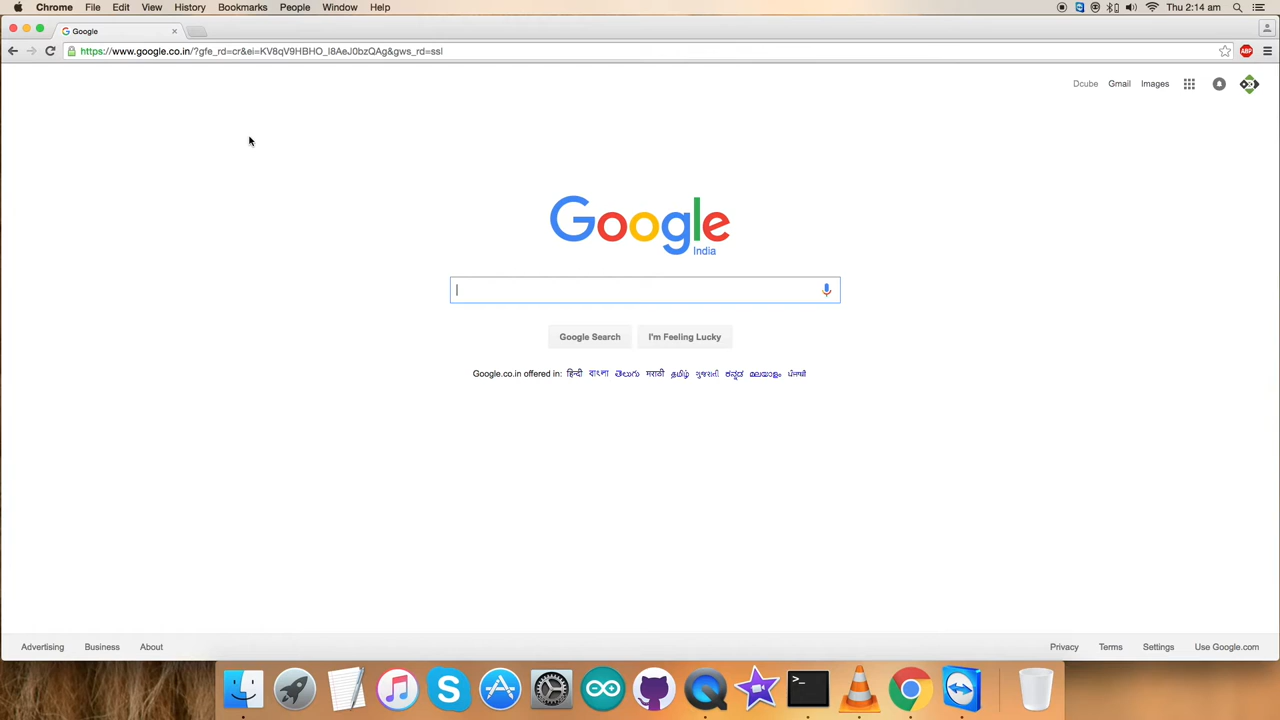 Chrome File Edit View History Bookmarks People Window Help Thu 2:14 am
Google
https://www.google.co.in/?gfe_rd=cr&ei=KV8qV9HBHO_I8AeJ0bzQAg&gws_rd=ssl ABP
Dcube Gmail Images
Google
India
Google Search I'm Feeling Lucky
Google.co.in offered in: हिन्दी বাংলা తెలుగు मराठी தமிழ் ગુજરાતી ಕನ್ನಡ മലയാളം ਪੰਜਾਬੀ
Advertising Business About Privacy Terms Settings Use Google.com
S
>_